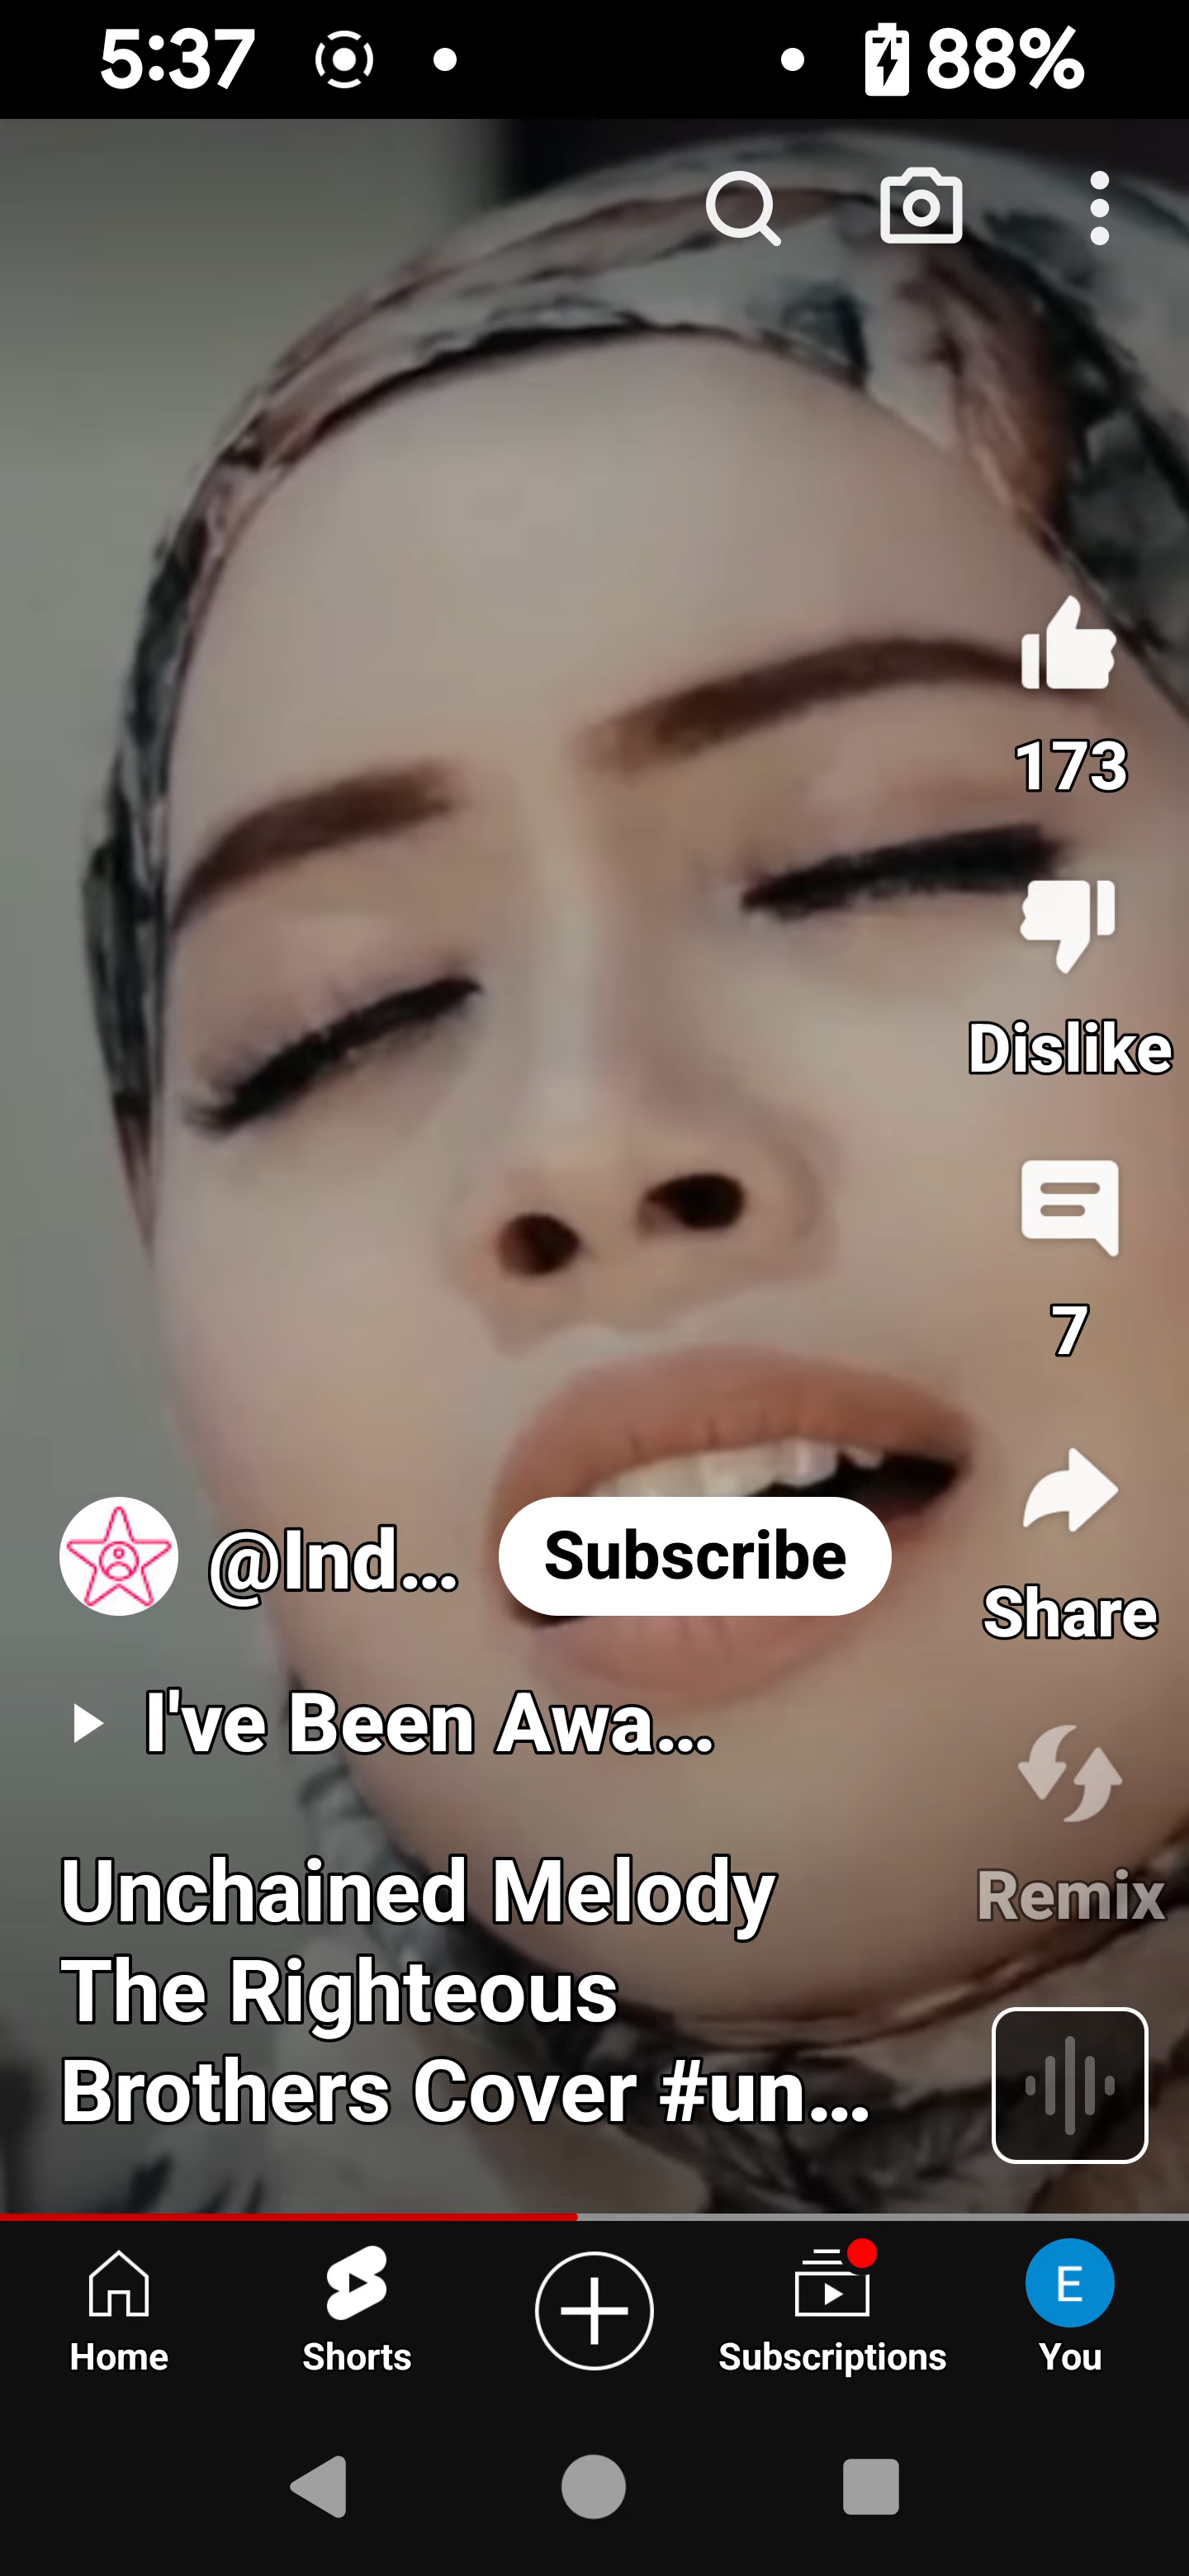 5:37
88%
173
Dislike
7
Share
@Ind...
Subscribe
I've Been Awa...
Remix
Unchained Melody
The Righteous
Brothers Cover #un...
Home
Shorts
Subscriptions
E
You